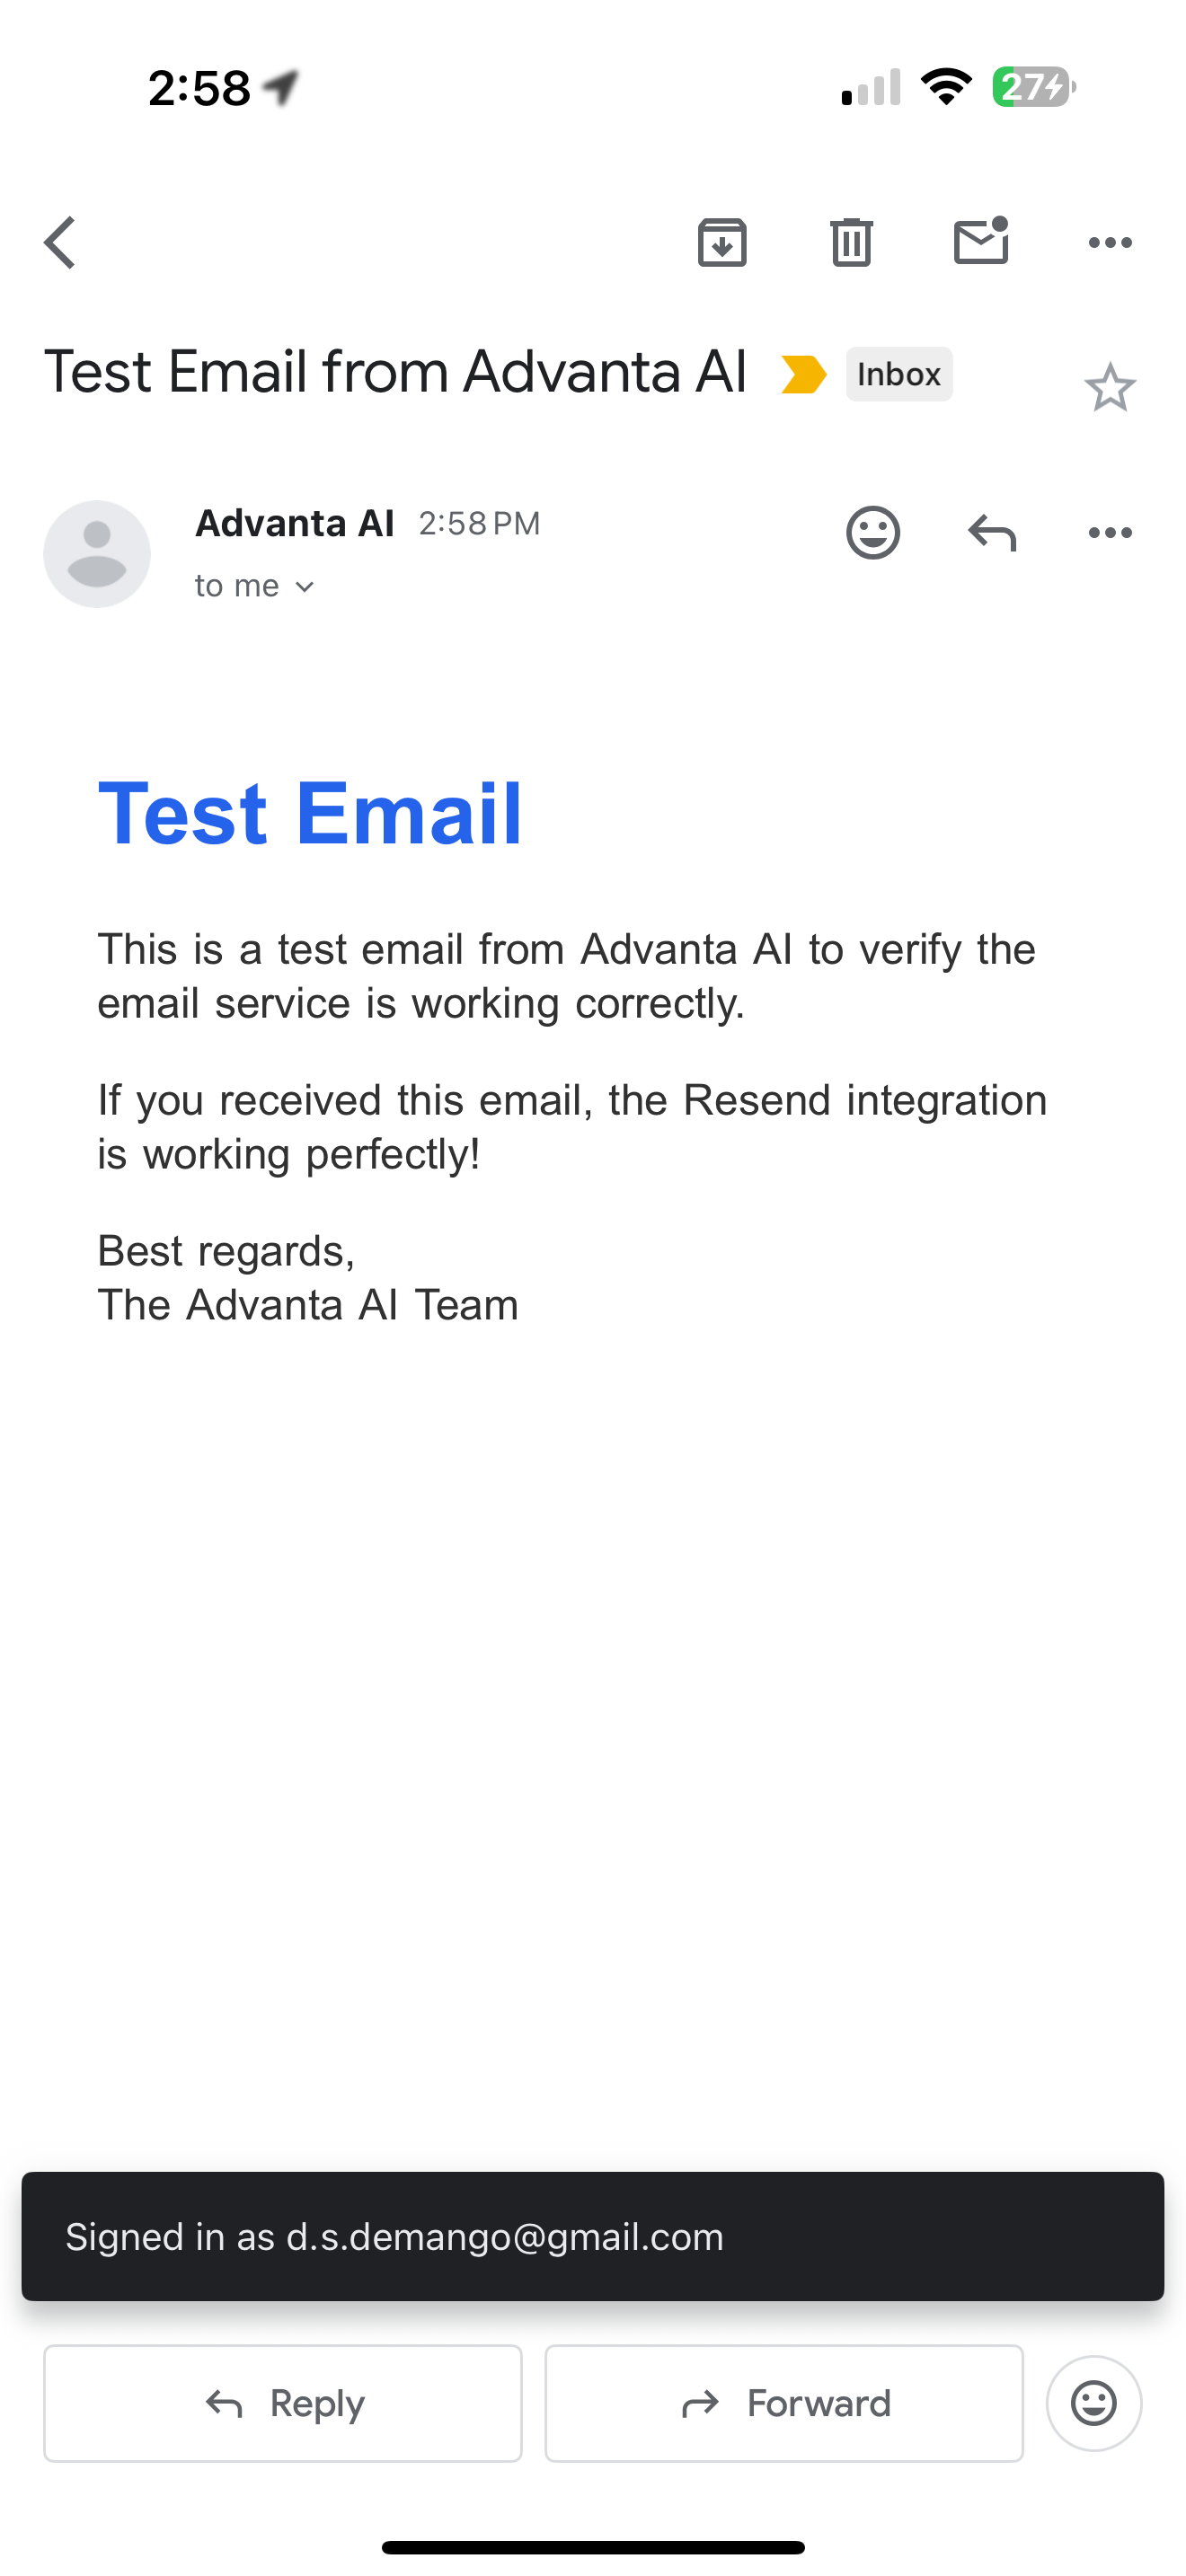 2:58
27
Test Email from Advanta AI Inbox
Advanta AI 2:58 PM
to me
Test Email
This is a test email from Advanta AI to verify the
email service is working correctly.
If you received this email, the Resend integration
is working perfectly!
Best regards,
The Advanta AI Team
Signed in as d.s.demango@gmail.com
Reply Forward